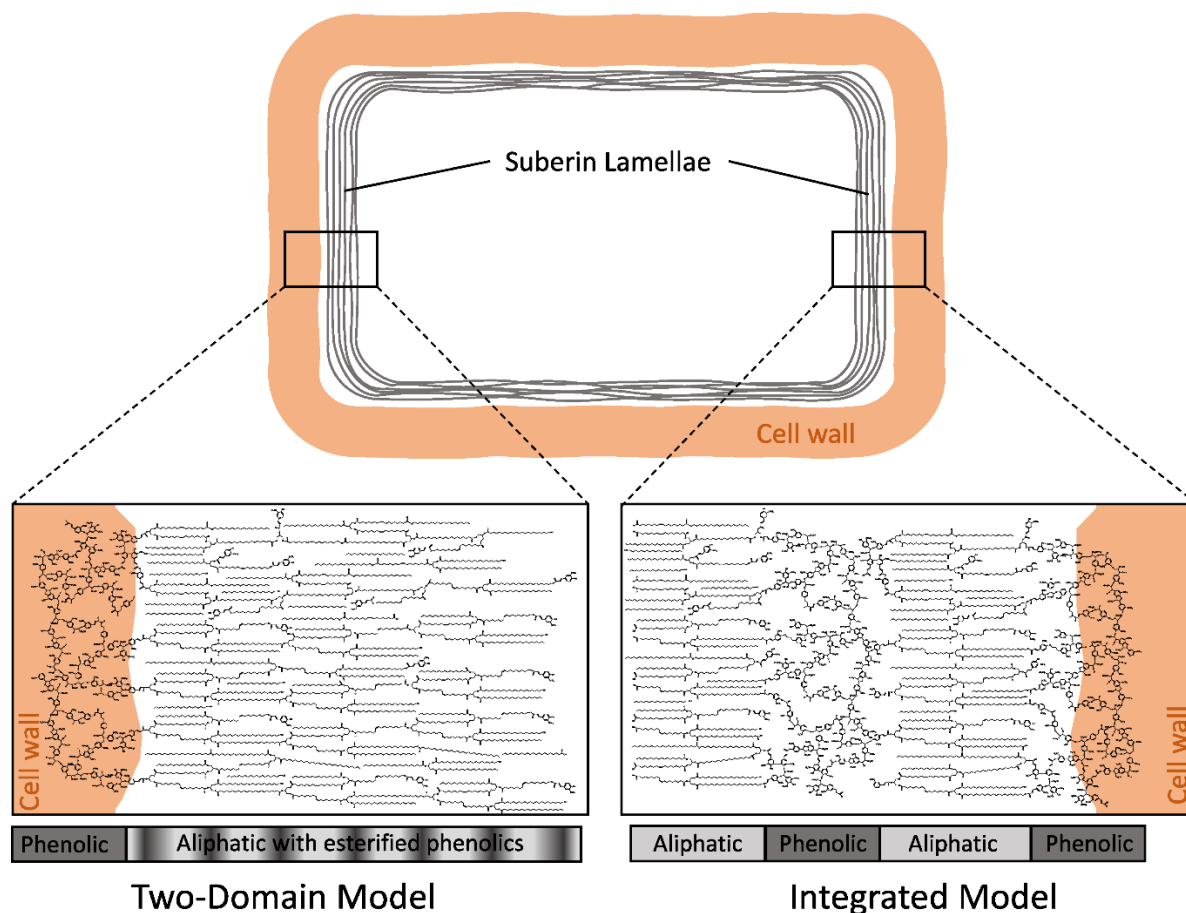 Suberin Lamellae
Cell wall
Cell wall
Cell wall
Phenolic
Aliphatic with esterified phenolics
Aliphatic
Phenolic
Aliphatic
Phenolic
Two-Domain Model
Integrated Model